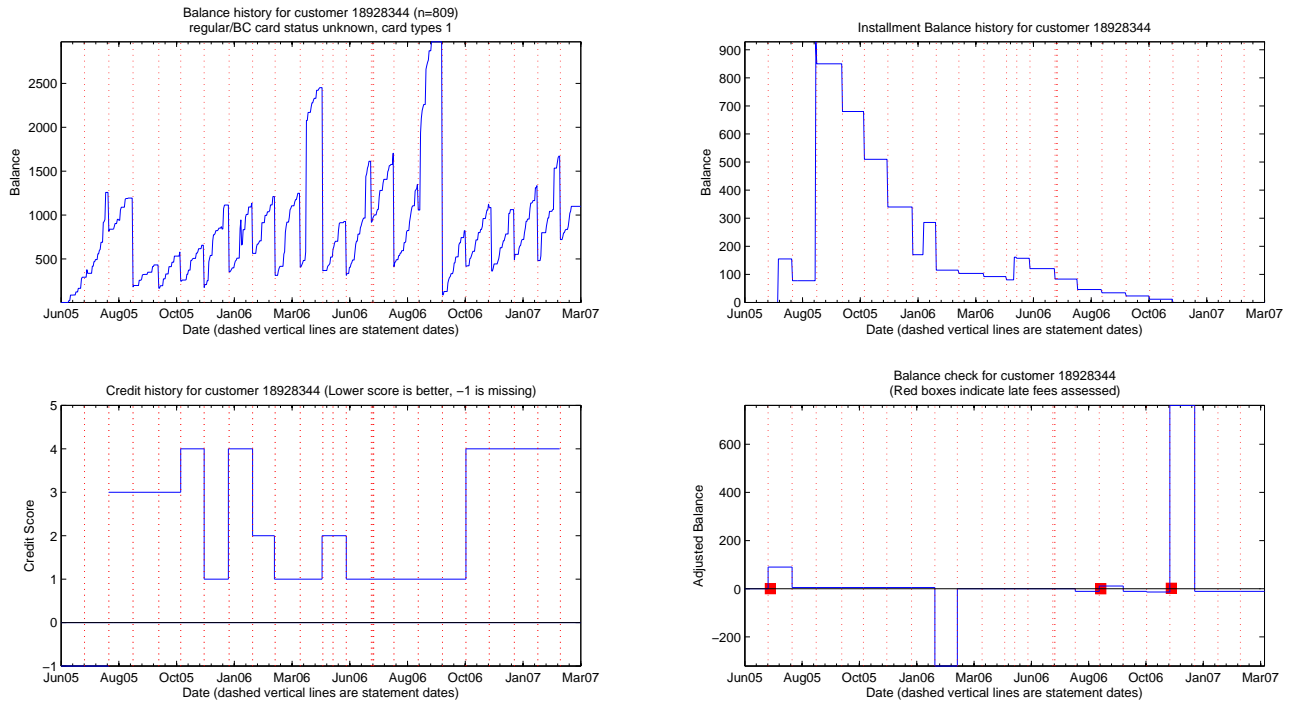 Balance history for customer 18928344 (n=809)
regular/BC card status unknown, card types 1
2500
2000
1500
1000
500
Balance
Jun05 Aug05 Oct05 Jan06 Mar06 Jun06 Aug06 Oct06 Jan07 Mar07
Date (dashed vertical lines are statement dates)
Installment Balance history for customer 18928344
900
800
700
600
500
400
300
200
100
0
Balance
Jun05 Aug05 Oct05 Jan06 Mar06 Jun06 Aug06 Oct06 Jan07 Mar07
Date (dashed vertical lines are statement dates)
Credit history for customer 18928344 (Lower score is better, −1 is missing)
5
4
3
2
1
0
−1
Credit Score
Jun05 Aug05 Oct05 Jan06 Mar06 Jun06 Aug06 Oct06 Jan07 Mar07
Date (dashed vertical lines are statement dates)
Balance check for customer 18928344
(Red boxes indicate late fees assessed)
600
400
200
0
−200
Adjusted Balance
Jun05 Aug05 Oct05 Jan06 Mar06 Jun06 Aug06 Oct06 Jan07 Mar07
Date (dashed vertical lines are statement dates)